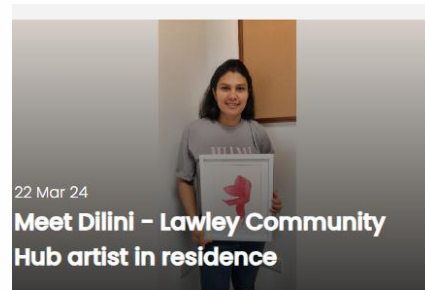 22 Mar 24
Meet Dilini - Lawley Community
Hub artist in residence